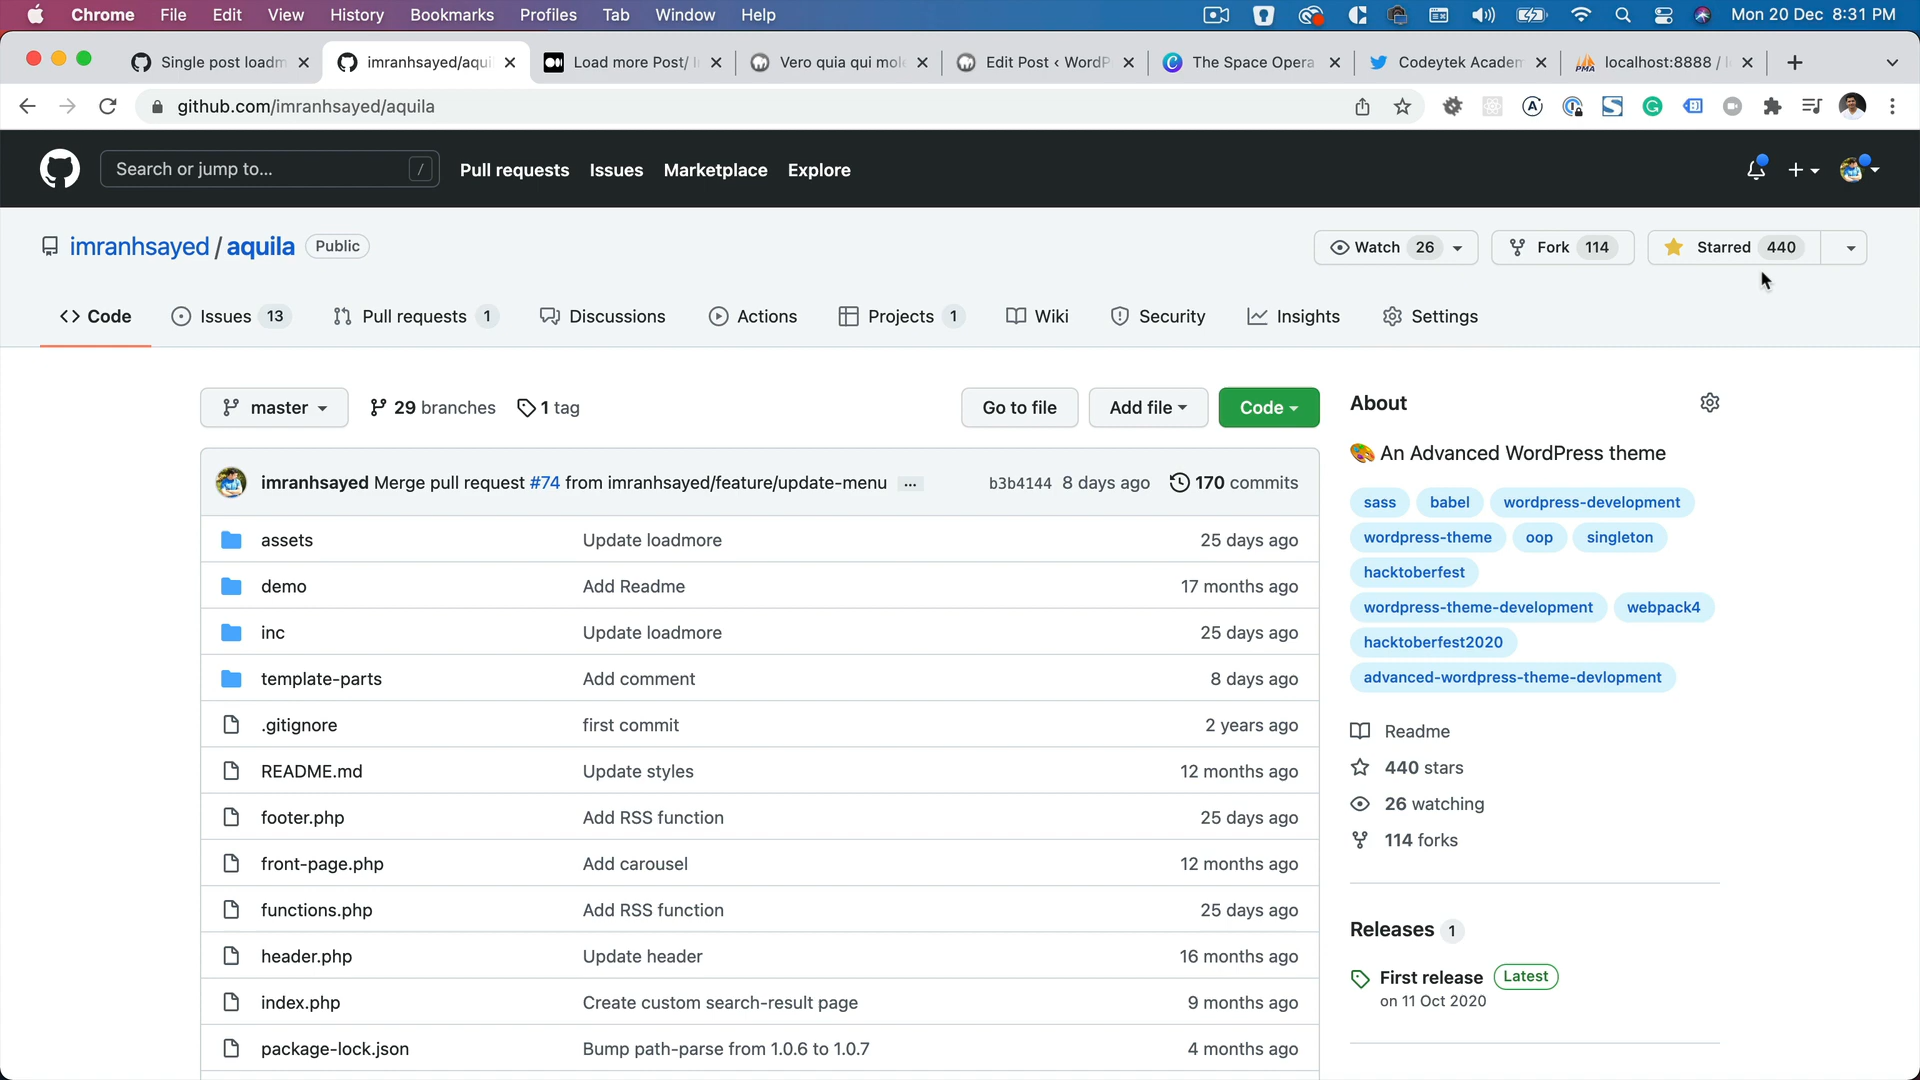 Chrome File Edit View History Bookmarks Profiles Tab Window Help Mon 20 Dec 8:31 PM
Single post loadm imranhsayed/aqui Load more Post/ Vero quia qui mol Edit Post ‹ WordP The Space Opera Codeytek Academ localhost:8888 /
github.com/imranhsayed/aquila
Search or jump to... / Pull requests Issues Marketplace Explore
imranhsayed / aquila Public Watch 26 Fork 114 Starred 440
Code Issues 13 Pull requests 1 Discussions Actions Projects 1 Wiki Security Insights Settings
master 29 branches 1 tag Go to file Add file Code
imranhsayed Merge pull request #74 from imranhsayed/feature/update-menu ... b3b4144 8 days ago 170 commits
assets Update loadmore 25 days ago
demo Add Readme 17 months ago
inc Update loadmore 25 days ago
template-parts Add comment 8 days ago
.gitignore first commit 2 years ago
README.md Update styles 12 months ago
footer.php Add RSS function 25 days ago
front-page.php Add carousel 12 months ago
functions.php Add RSS function 25 days ago
header.php Update header 16 months ago
index.php Create custom search-result page 9 months ago
package-lock.json Bump path-parse from 1.0.6 to 1.0.7 4 months ago
About
An Advanced WordPress theme
sass babel wordpress-development
wordpress-theme oop singleton
hacktoberfest
wordpress-theme-development webpack4
hacktoberfest2020
advanced-wordpress-theme-devlopment
Readme
440 stars
26 watching
114 forks
Releases 1
First release Latest
on 11 Oct 2020